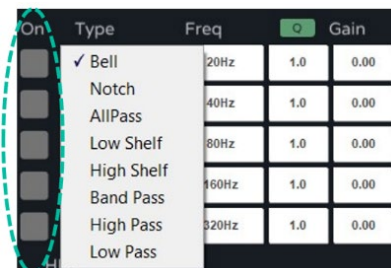 On Type Freq Q Gain
✓ Bell 20Hz 1.0 0.00
Notch
AllPass 40Hz 1.0 0.00
Low Shelf 80Hz 1.0 0.00
High Shelf
Band Pass 160Hz 1.0 0.00
High Pass 320Hz 1.0 0.00
Low Pass